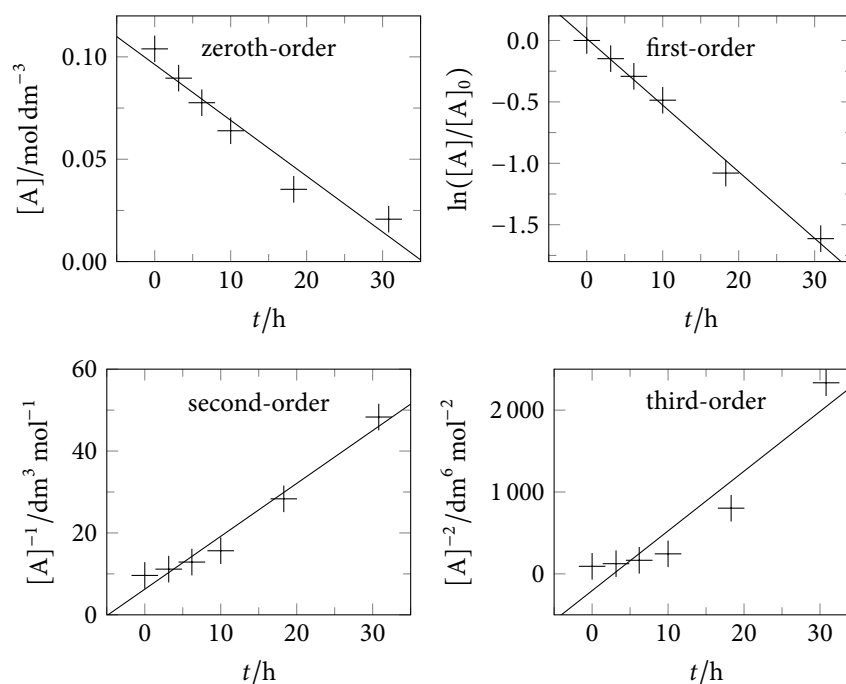 zeroth-order
[A]/mol dm⁻³
0.10
0.05
0.00
0 10 20 30
t/h
first-order
ln([A]/[A]₀)
0.0
−0.5
−1.0
−1.5
0 10 20 30
t/h
second-order
[A]⁻¹/dm³ mol⁻¹
60
40
20
0
0 10 20 30
t/h
third-order
[A]⁻²/dm⁶ mol⁻²
2 000
1 000
0
0 10 20 30
t/h